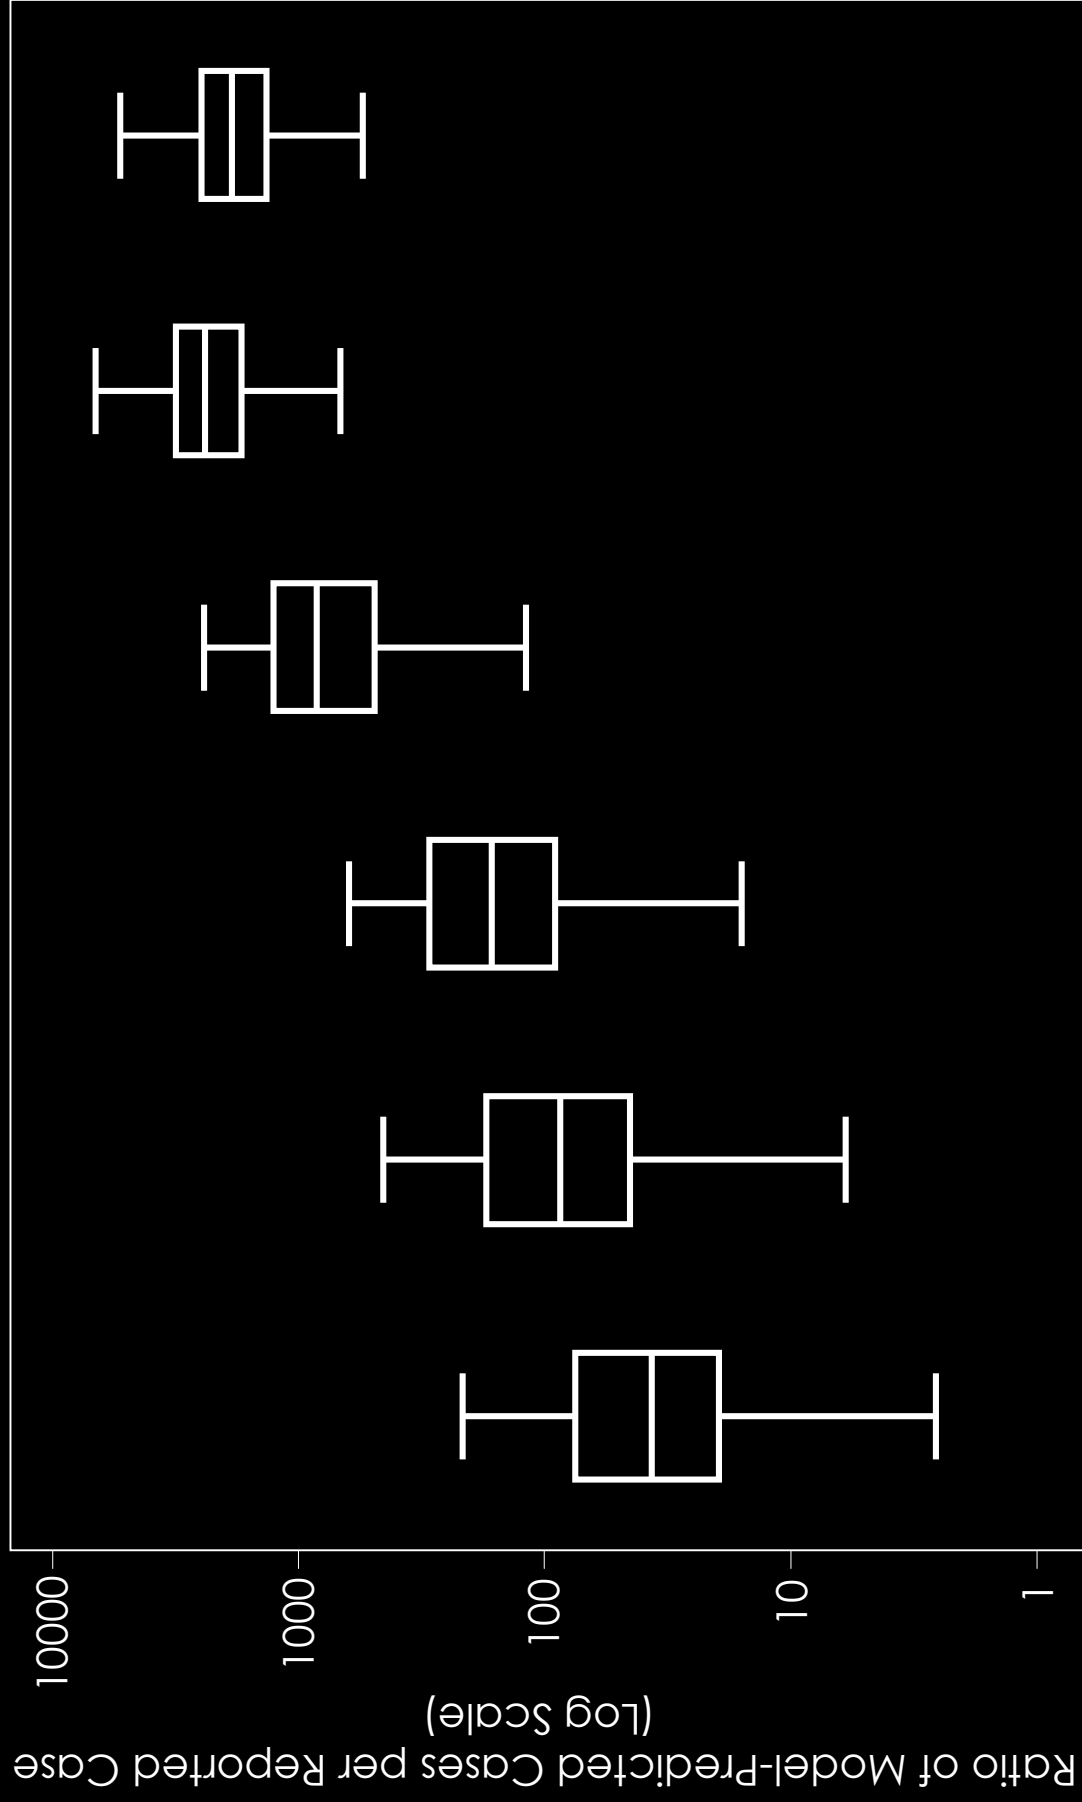 Ratio of Model-Predicted Cases per Reported Case
(Log Scale)
10000
1000
100
10
1